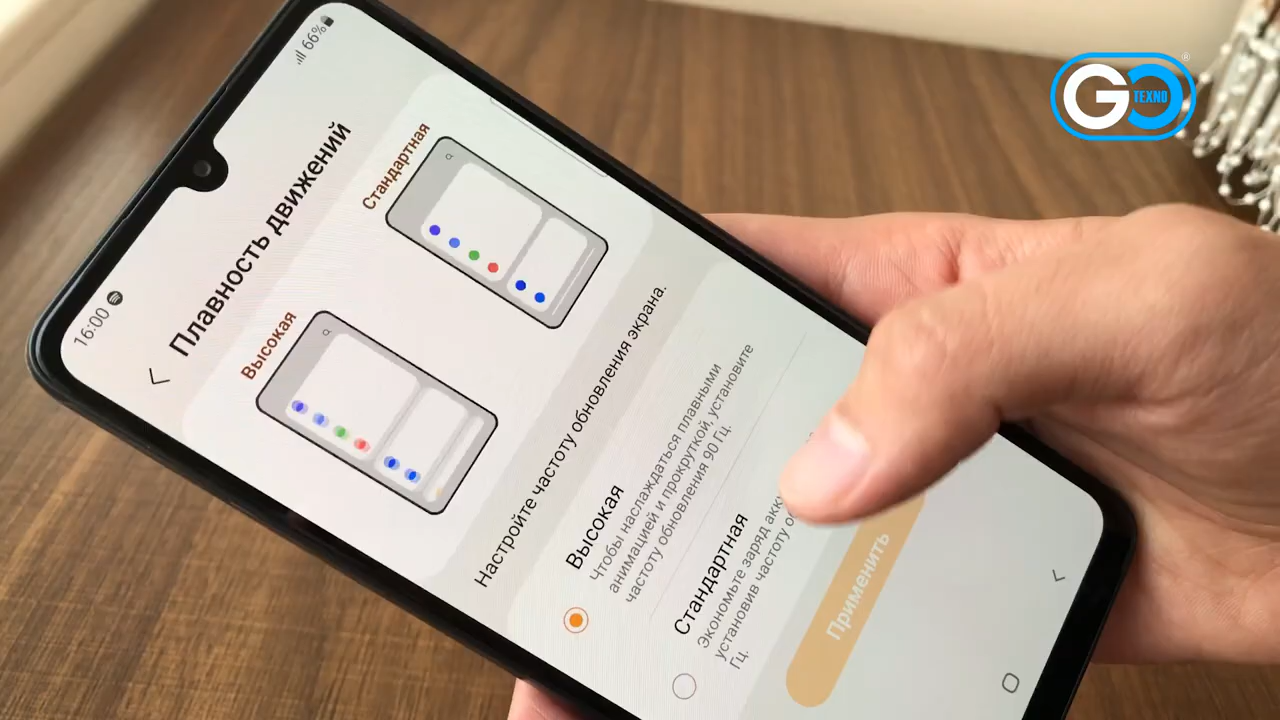 16:00
66%
Плавность движений
Высокая
Стандартная
Настройте частоту обновления экрана.
Высокая
Чтобы наслаждаться плавными
анимацией и прокруткой, установите
частоту обновления 90 Гц.
Стандартная
Экономьте заряд
установив частоту
Гц.
Применить
GO
TEXNO
®